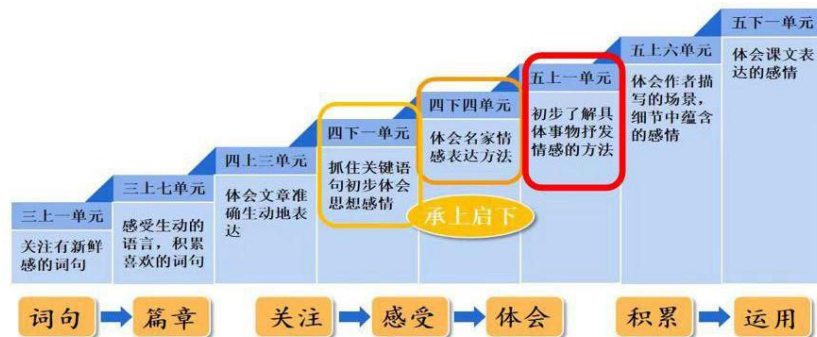 三上一单元
关注有新鲜
感的词句
三上七单元
感受生动的
语言，积累
喜欢的词句
四上三单元
体会文章准
确生动地表
达
四下一单元
抓住关键语
句初步体会
思想感情
四下四单元
体会名家情
感表达方法
承上启下
五上一单元
初步了解具
体事物抒发
情感的方法
五上六单元
体会作者描
写的场景，
细节中蕴含
的感情
五下一单元
体会课文表
达的感情
词句
篇章
关注
感受
体会
积累
运用